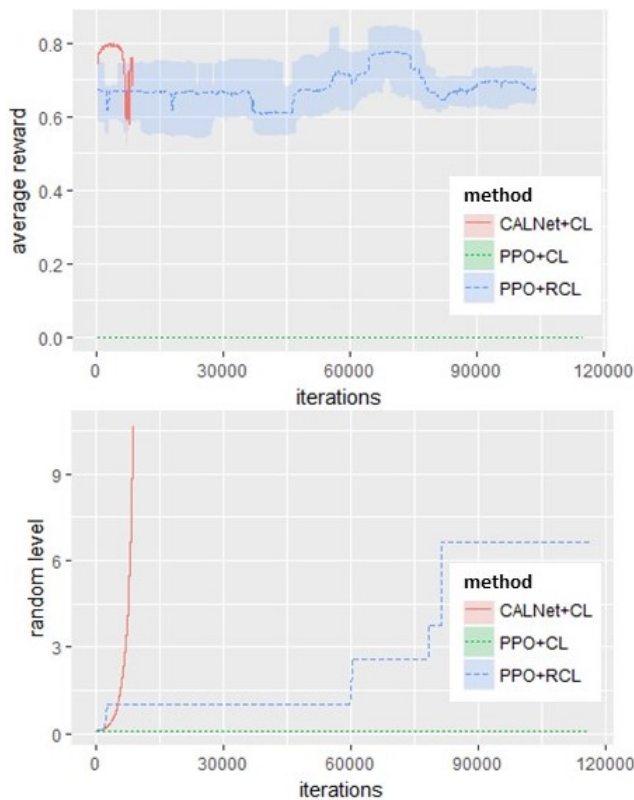 0.8
0.6
0.4
0.2
0.0
average reward
method
CALNet+CL
PPO+CL
PPO+RCL
0 30000 60000 90000 120000
iterations
9
6
3
0
random level
method
CALNet+CL
PPO+CL
PPO+RCL
0 30000 60000 90000 120000
iterations